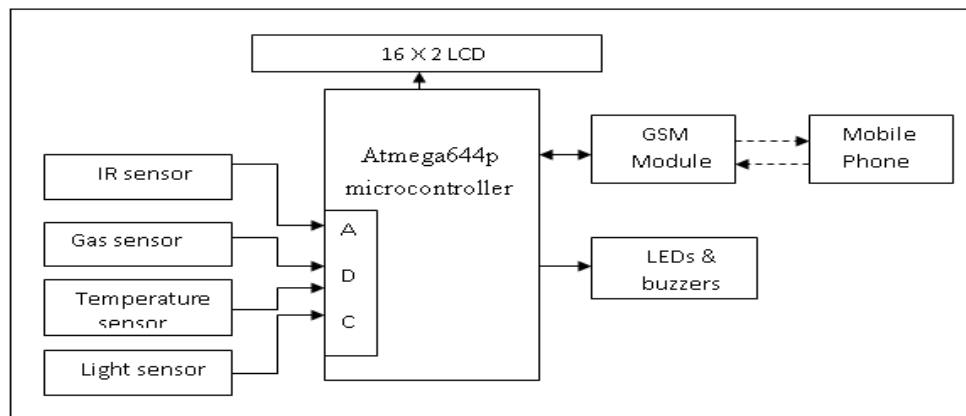 16 X 2 LCD
Atmega644p
microcontroller
GSM
Module
Mobile
Phone
IR sensor
Gas sensor
Temperature
sensor
Light sensor
A
D
C
LEDs &
buzzers